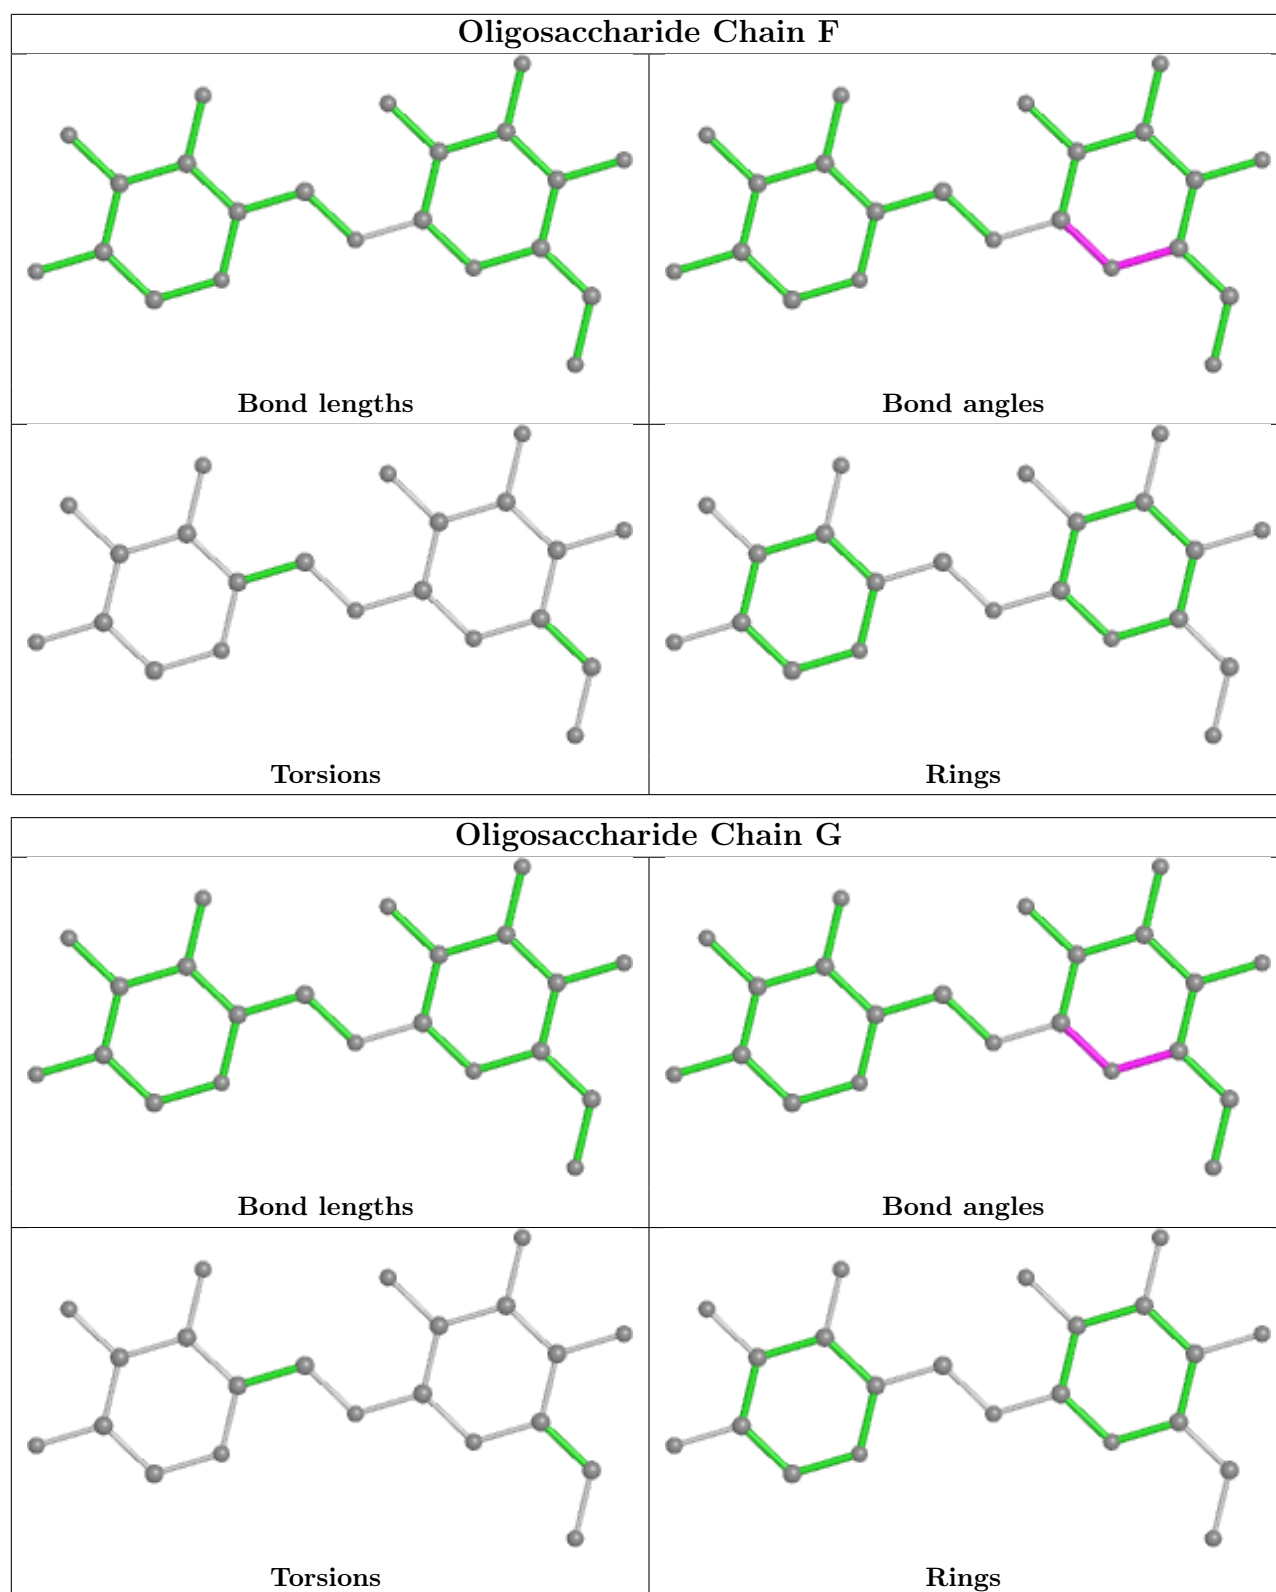 Oligosaccharide Chain F
Bond lengths
Bond angles
Torsions
Rings
Oligosaccharide Chain G
Bond lengths
Bond angles
Torsions
Rings